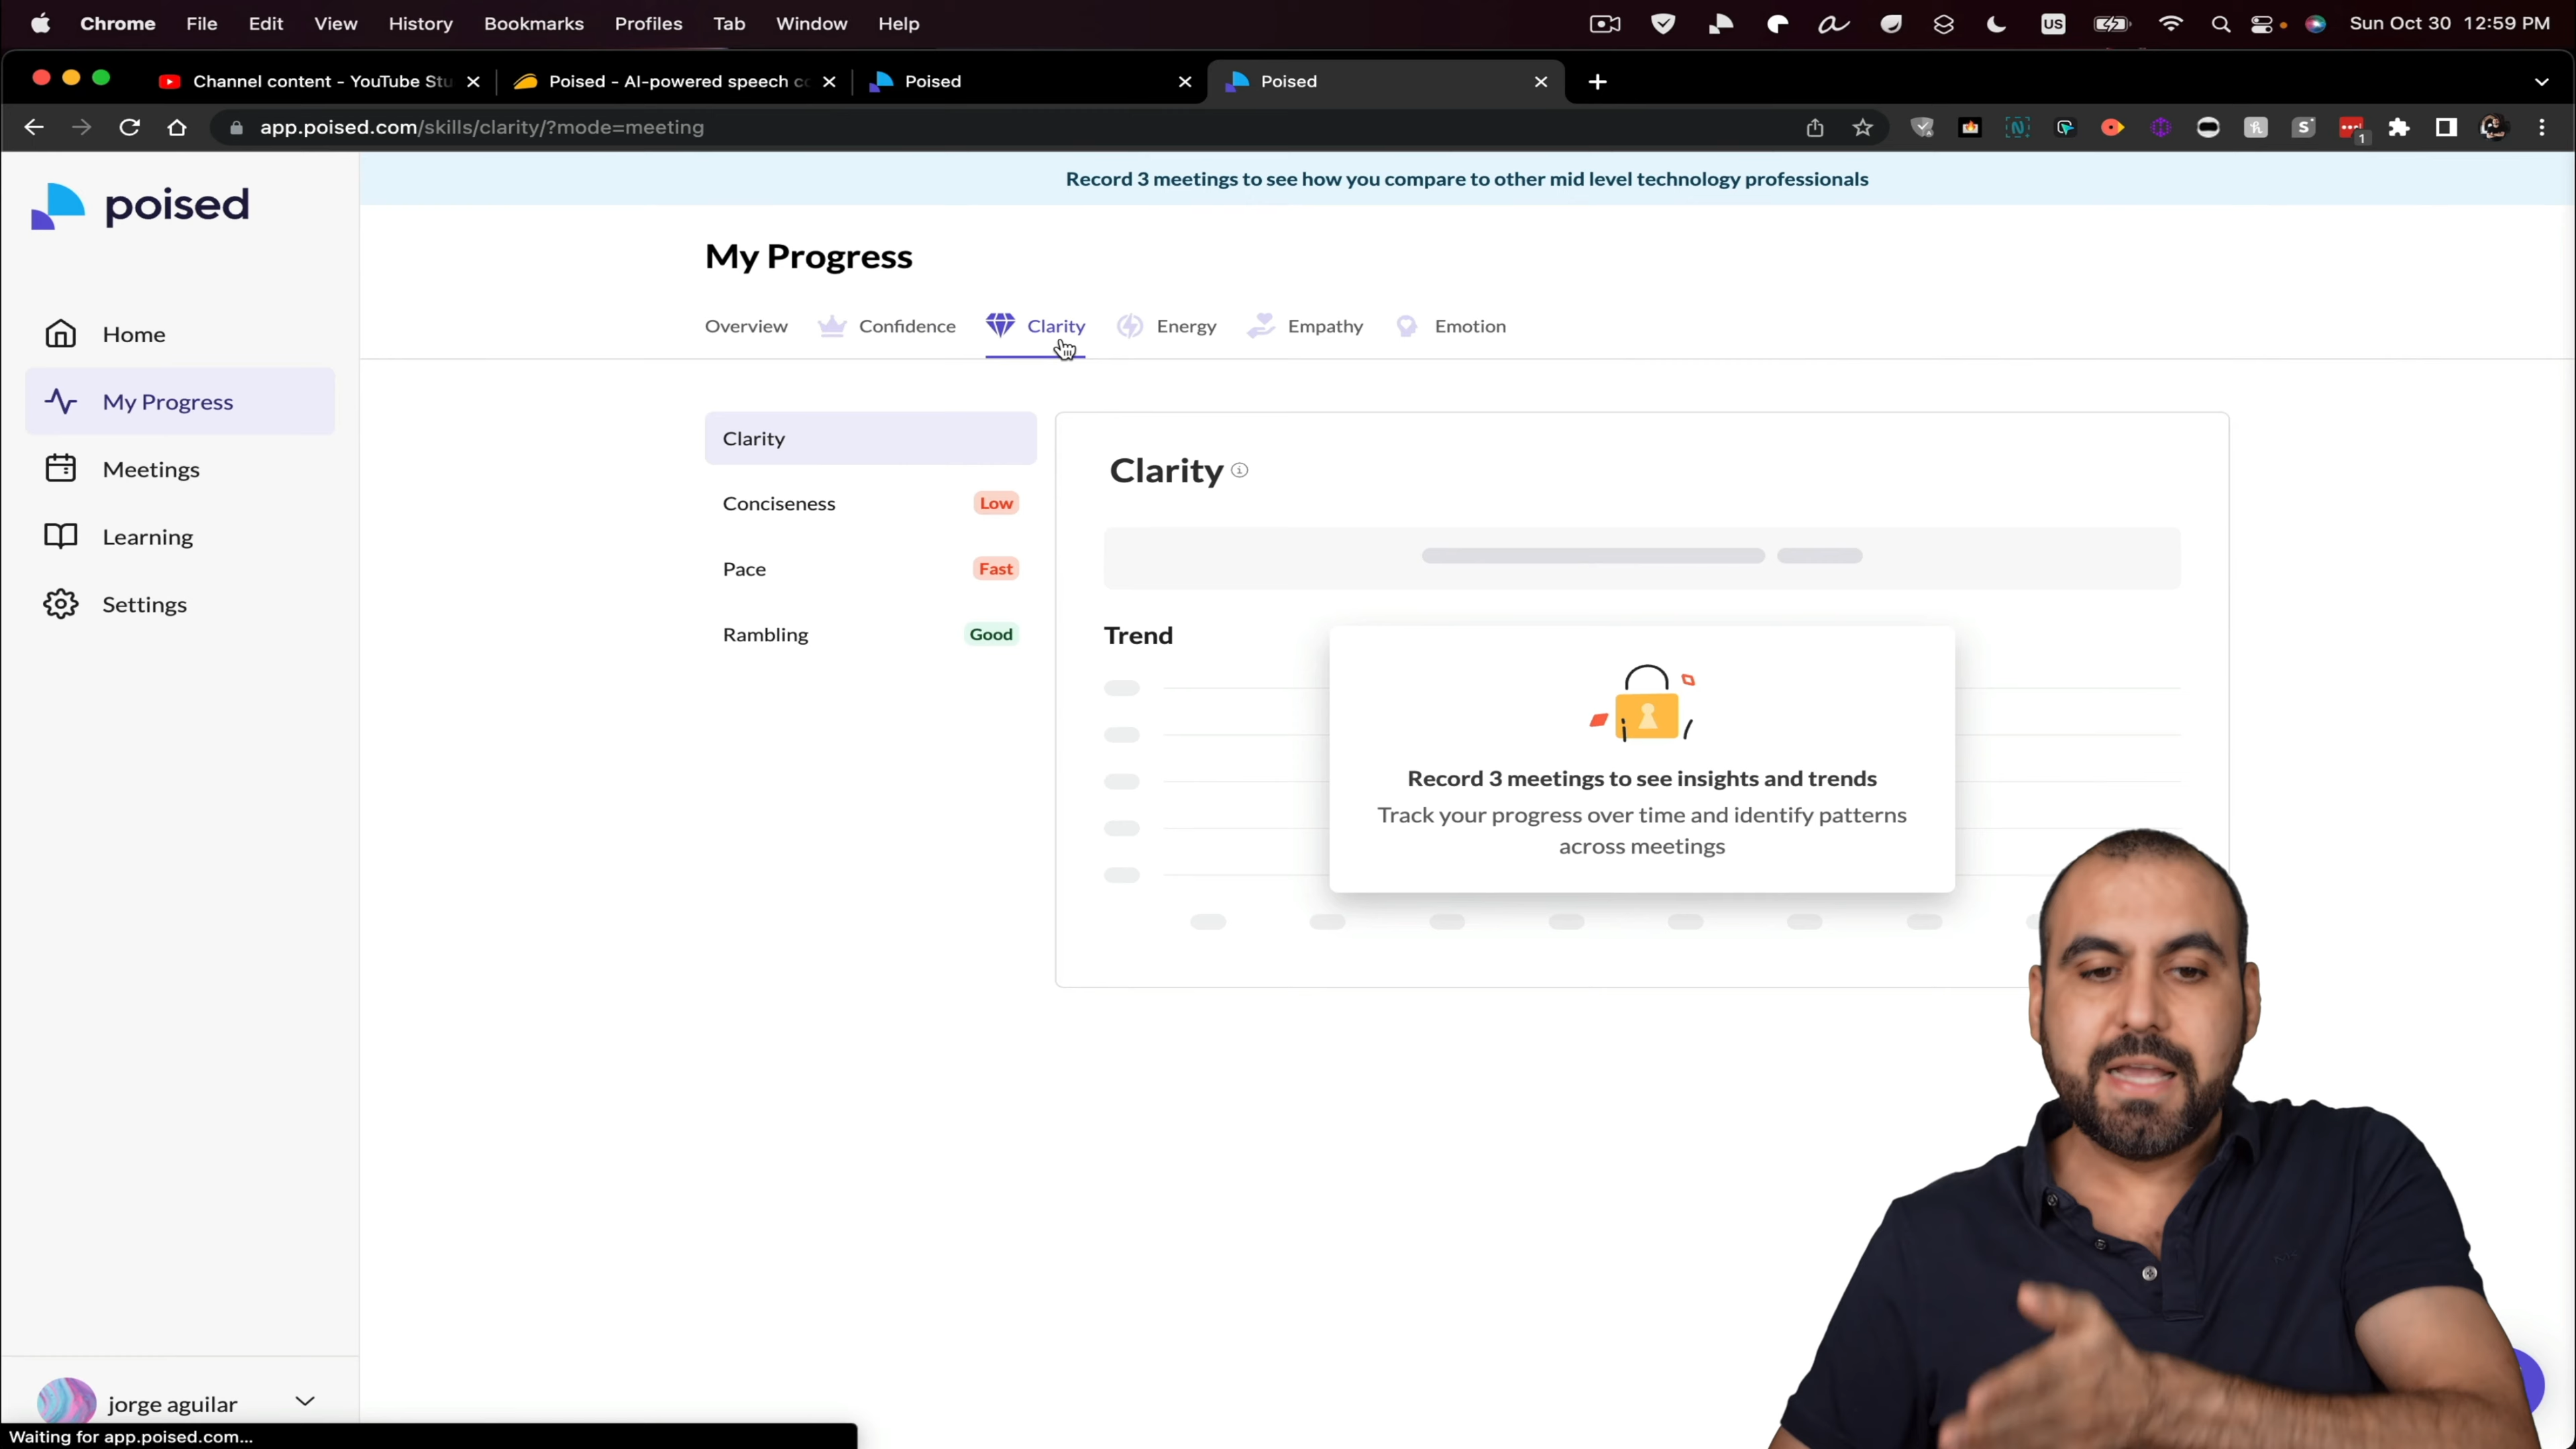 Chrome File Edit View History Bookmarks Profiles Tab Window Help US Sun Oct 30 12:59 PM
Channel content - YouTube Stu Poised - AI-powered speech co Poised Poised
app.poised.com/skills/clarity/?mode=meeting
1
poised
Record 3 meetings to see how you compare to other mid level technology professionals
My Progress
Overview Confidence Clarity Energy Empathy Emotion
Home
My Progress
Meetings
Learning
Settings
Clarity
Conciseness Low
Pace Fast
Rambling Good
Clarity
Trend
Record 3 meetings to see insights and trends
Track your progress over time and identify patterns
across meetings
jorge aguilar
Waiting for app.poised.com...